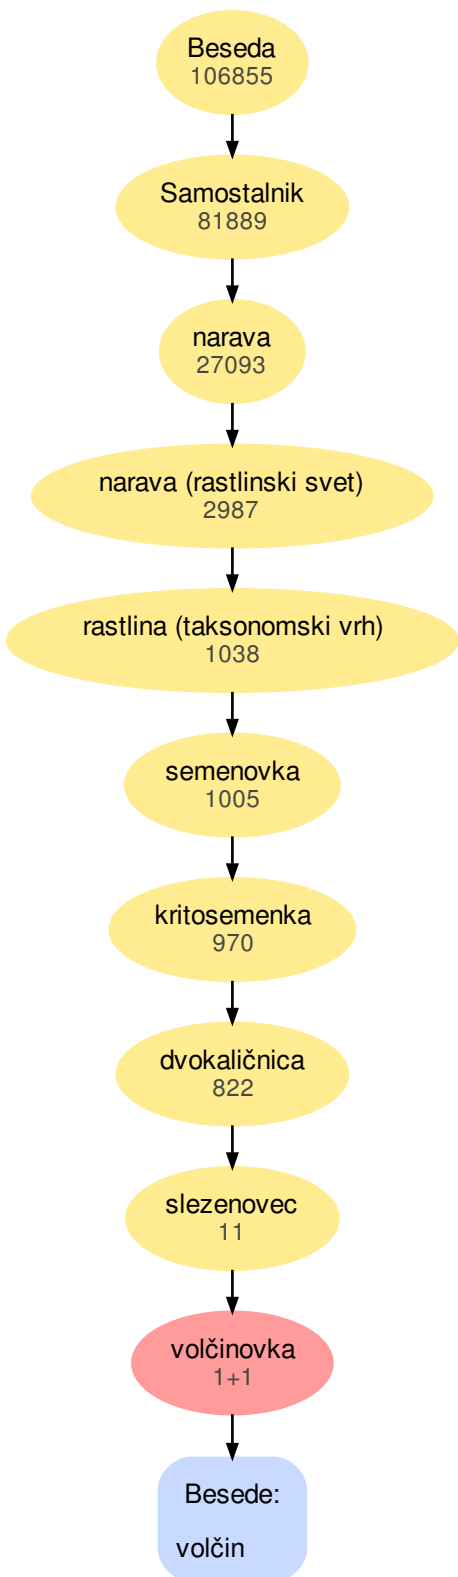 Beseda
106855
Samostalnik
81889
narava
27093
narava (rastlinski svet)
2987
rastlina (taksonomski vrh)
1038
semenovka
1005
kritosemenka
970
dvokaličnica
822
slezenovec
11
volčinovka
1+1
Besede:
volčin